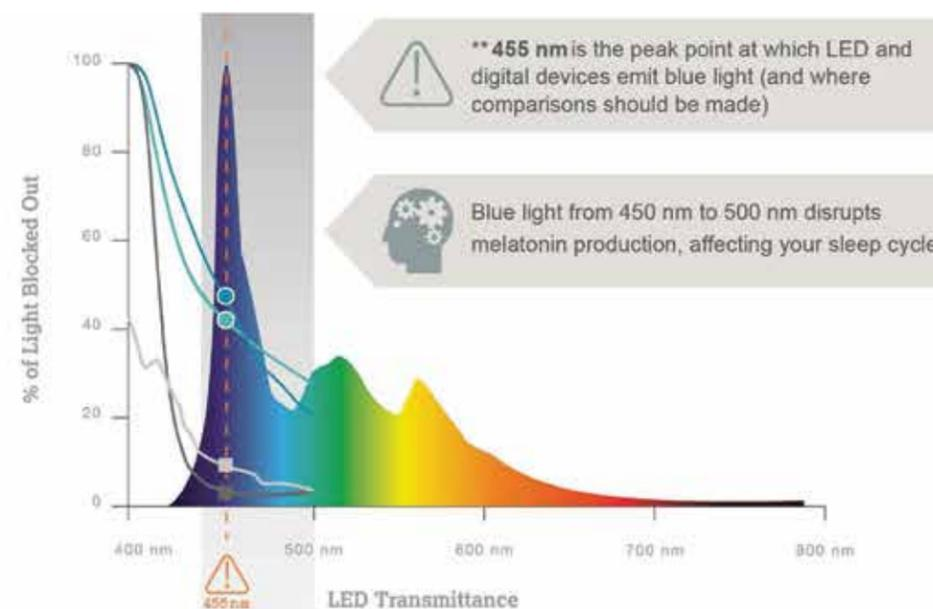 ** 455 nm is the peak point at which LED and
digital devices emit blue light (and where
comparisons should be made)
Blue light from 450 nm to 500 nm disrupts
melatonin production, affecting your sleep cycle
% of Light Blocked Out
100
80
60
40
20
0
400 nm
500 nm
600 nm
700 nm
800 nm
455 nm
LED Transmittance